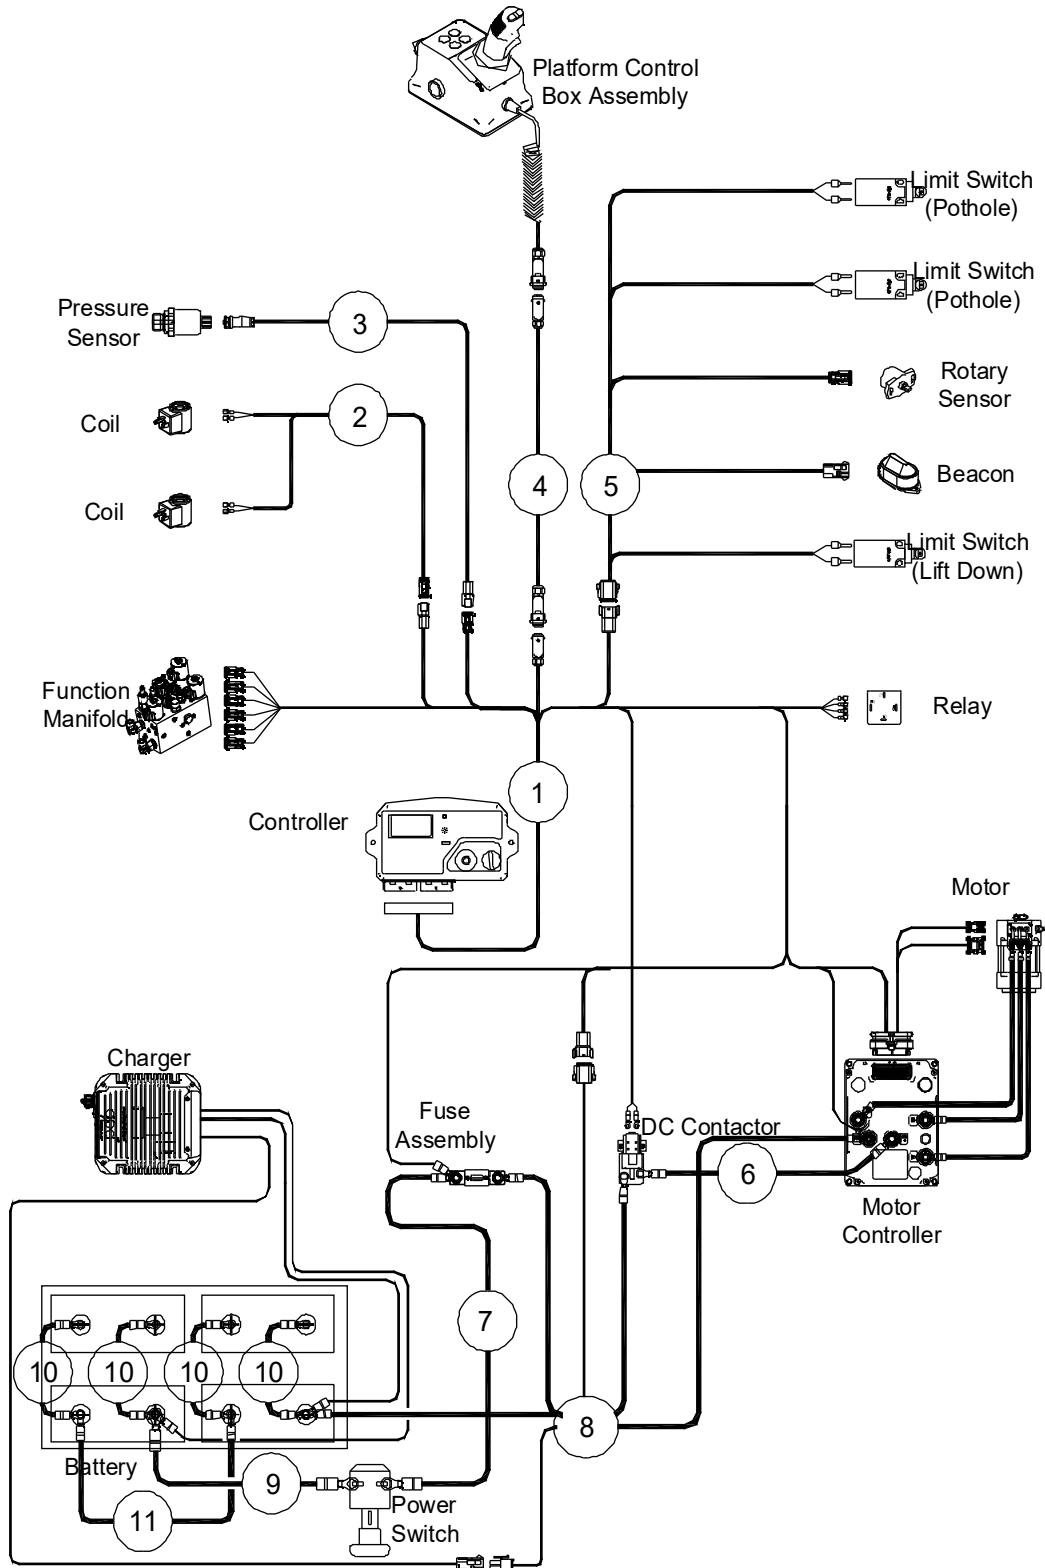 Platform Control
Box Assembly
Limit Switch
(Pothole)
Limit Switch
(Pothole)
Pressure
Sensor
3
Rotary
Sensor
Coil
2
4
5
Beacon
Coil
Limit Switch
(Lift Down)
Function
Manifold
Relay
1
Controller
Motor
Charger
Fuse
Assembly
DC Contactor
6
Motor
Controller
7
10
10
10
10
8
Battery
9
Power
Switch
11